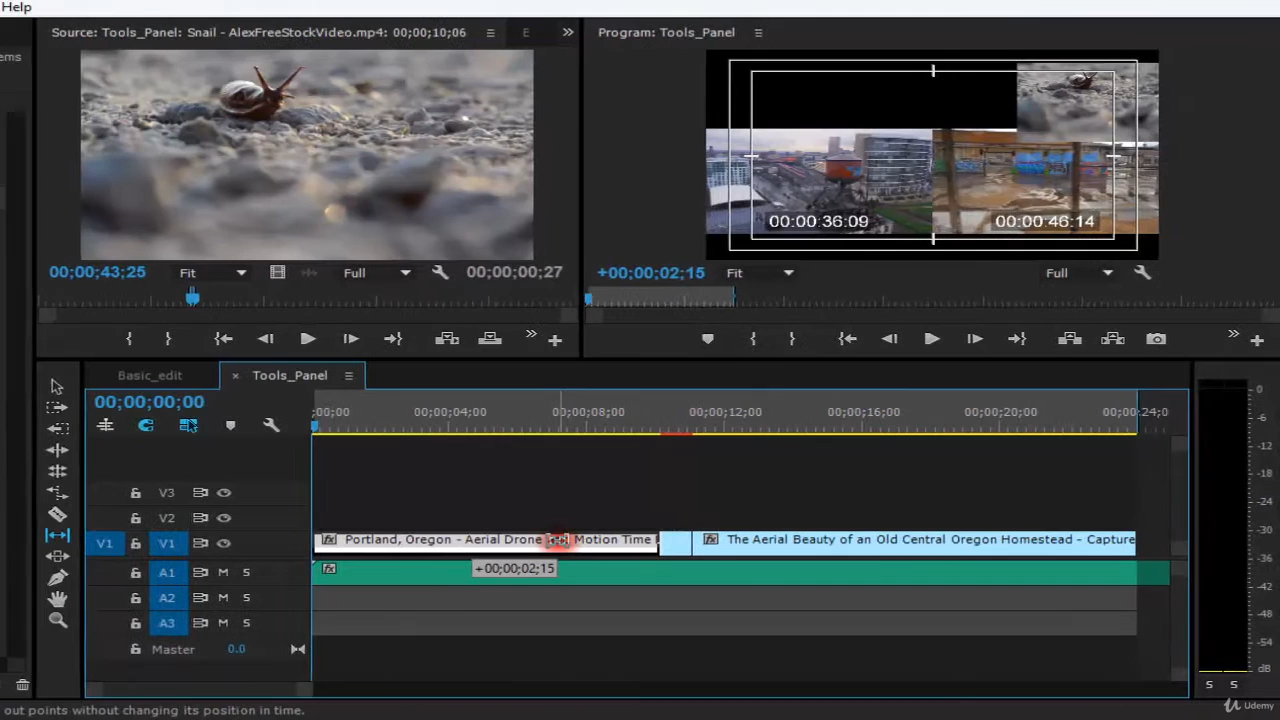 Help
Source: Tools_Panel: Snail - AlexFreeStockVideo.mp4: 00;00;10;06
E
Program: Tools_Panel
ems
00:00:36:09
00:00:46:14
00;00;43;25
Fit
Full
00;00;00;27
+00;00;02;15
Fit
Full
Basic_edit
× Tools_Panel
00;00;00;00
;00;00
00;00;04;00
00;00;08;00
00;00;12;00
00;00;16;00
00;00;20;00
00;00;24;0
0
-6
-12
-18
-24
-30
-36
-42
-48
-54
dB
V3
V2
V1
V1
fx Portland, Oregon - Aerial Drone
Motion Time
fx The Aerial Beauty of an Old Central Oregon Homestead - Capture
+00;00;02;15
A1 M S
fx
A2 M S
A3 M S
Master 0.0
S S
out points without changing its position in time.
Udemy